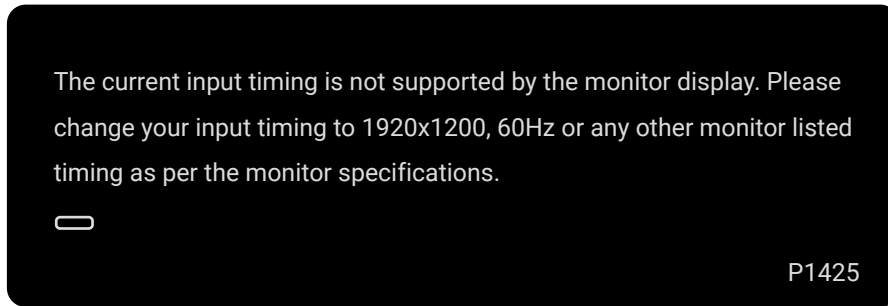 The current input timing is not supported by the monitor display. Please
change your input timing to 1920x1200, 60Hz or any other monitor listed
timing as per the monitor specifications.
P1425